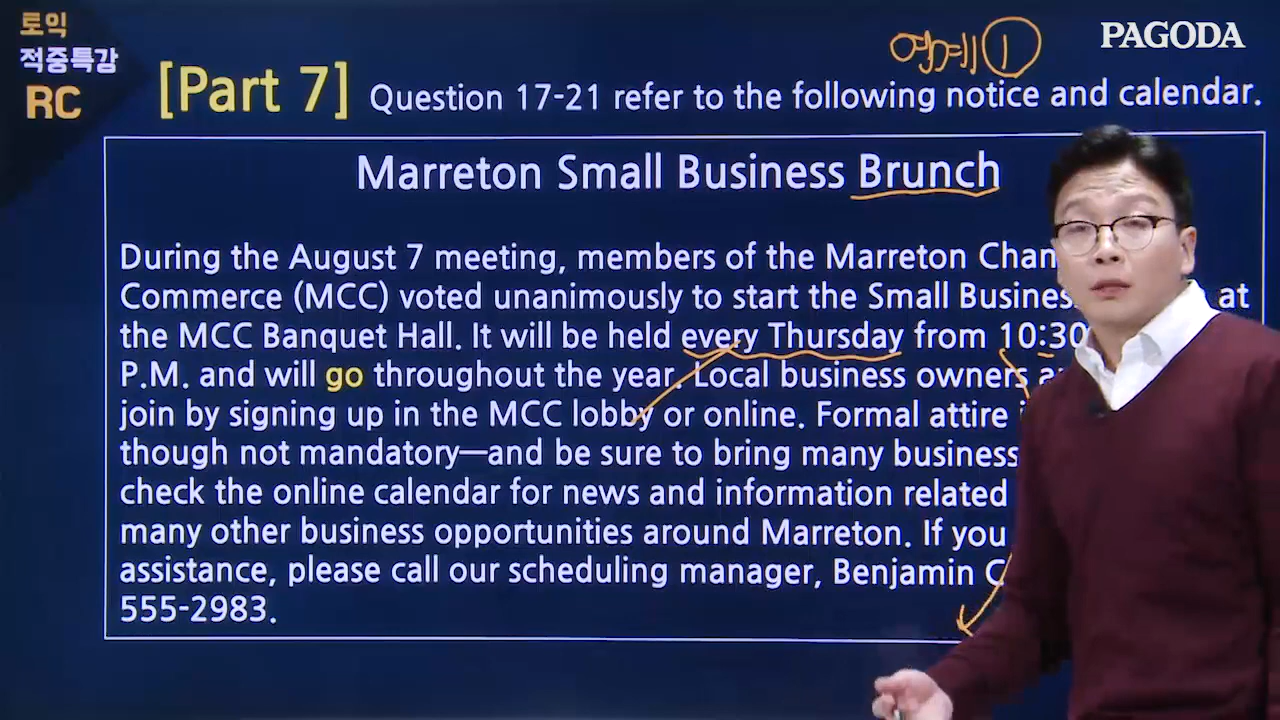 토익
적중특강
RC
연계 ①
PAGODA
[Part 7] Question 17-21 refer to the following notice and calendar.
Marreton Small Business Brunch
During the August 7 meeting, members of the Marreton
Commerce (MCC) voted unanimously to start the Small at
the MCC Banquet Hall. It will be held every Thursday from 10:30
P.M. and will go throughout the year. Local business owners
join by signing up in the MCC lobby or online. Formal attire
though not mandatory—and be sure to bring many business
check the online calendar for news and information related
many other business opportunities around Marreton. If you
assistance, please call our scheduling manager, Benjamin
555-2983.